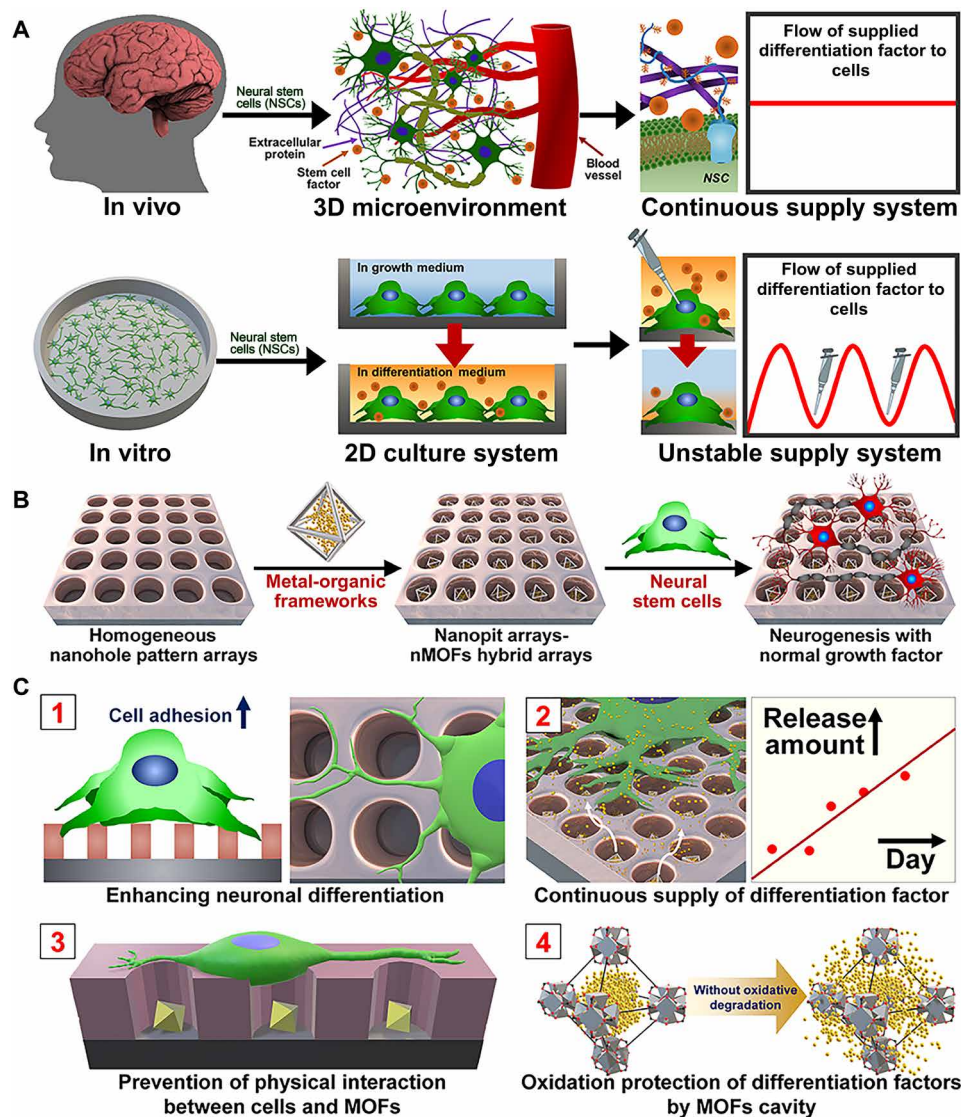 A
Neural stem
cells (NSCs)
Extracellular
protein
Stem cell
factor
Blood
vessel
NSC
Flow of supplied
differentiation factor to
cells
In vivo
3D microenvironment
Continuous supply system
Neural stem
cells (NSCs)
In growth medium
In differentiation medium
Flow of supplied
differentiation factor to
cells
In vitro
2D culture system
Unstable supply system
B
Metal-organic
frameworks
Neural
stem cells
Homogeneous
nanohole pattern arrays
Nanopit arrays-
nMOFs hybrid arrays
Neurogenesis with
normal growth factor
C
1
Cell adhesion
Enhancing neuronal differentiation
2
Release
amount
Day
Continuous supply of differentiation factor
3
Prevention of physical interaction
between cells and MOFs
4
Without oxidative
degradation
Oxidation protection of differentiation factors
by MOFs cavity